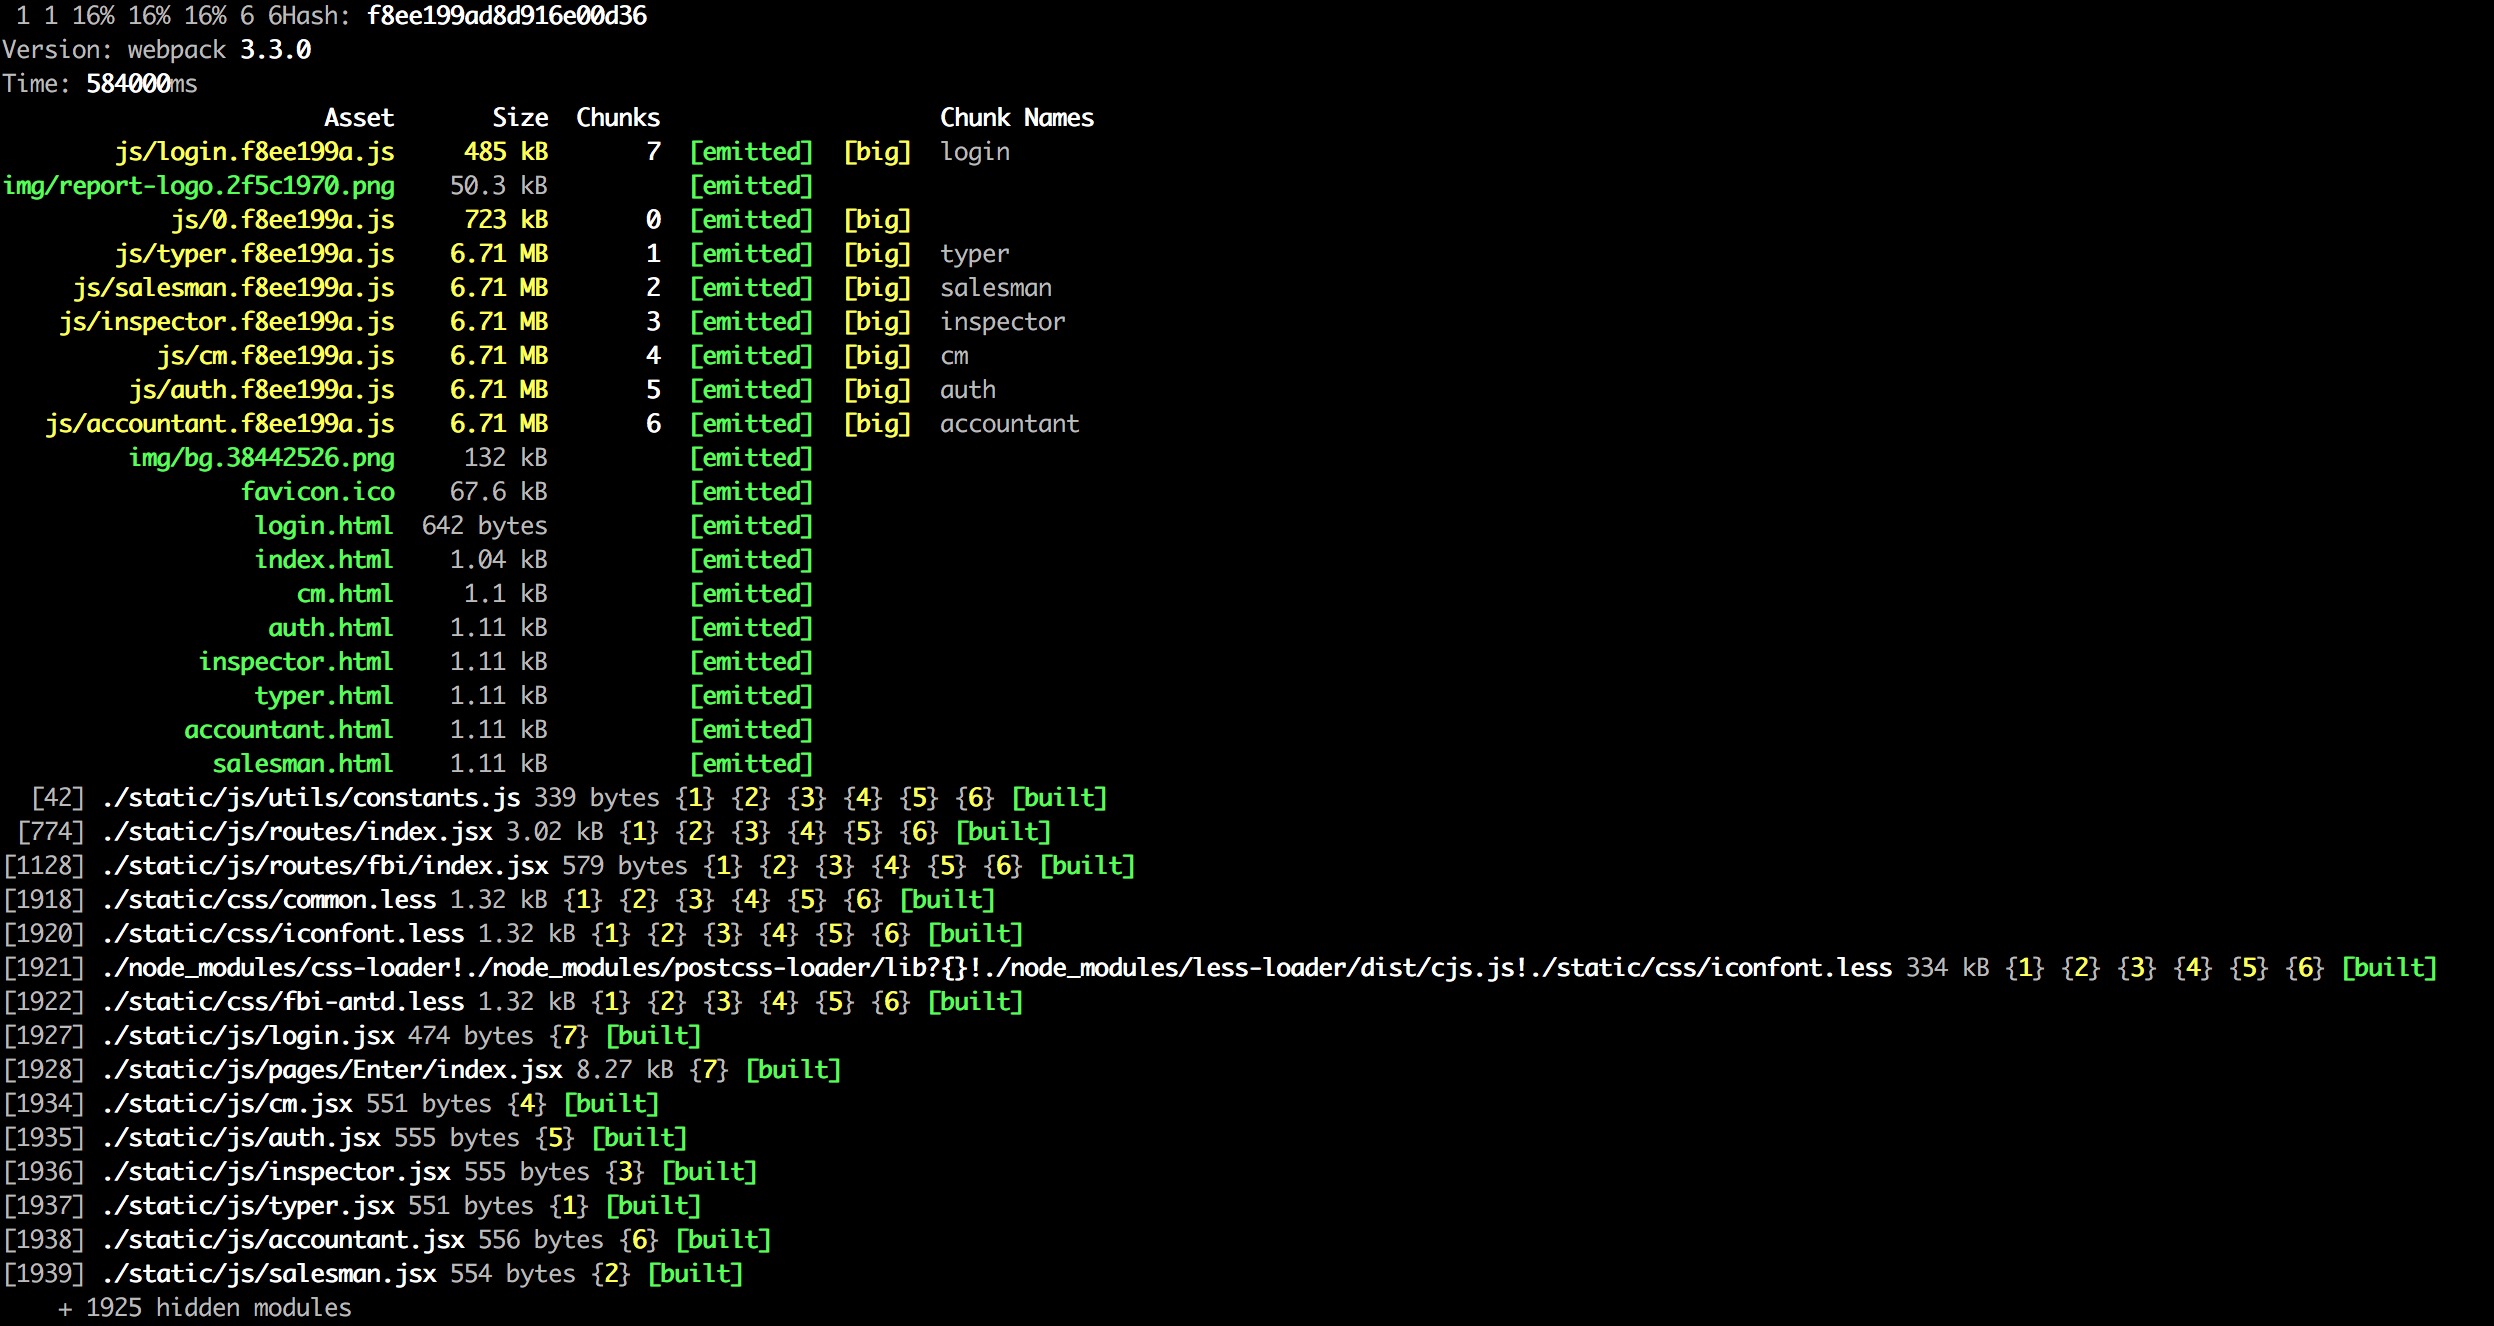 1 1 16% 16% 16% 6 6Hash: f8ee199ad8d916e00d36
Version: webpack 3.3.0
Time: 584000ms
Asset Size Chunks Chunk Names
js/login.f8ee199a.js 485 kB 7 [emitted] [big] login
img/report-logo.2f5c1970.png 50.3 kB [emitted]
js/0.f8ee199a.js 723 kB 0 [emitted] [big]
js/typer.f8ee199a.js 6.71 MB 1 [emitted] [big] typer
js/salesman.f8ee199a.js 6.71 MB 2 [emitted] [big] salesman
js/inspector.f8ee199a.js 6.71 MB 3 [emitted] [big] inspector
js/cm.f8ee199a.js 6.71 MB 4 [emitted] [big] cm
js/auth.f8ee199a.js 6.71 MB 5 [emitted] [big] auth
js/accountant.f8ee199a.js 6.71 MB 6 [emitted] [big] accountant
img/bg.38442526.png 132 kB [emitted]
favicon.ico 67.6 kB [emitted]
login.html 642 bytes [emitted]
index.html 1.04 kB [emitted]
cm.html 1.1 kB [emitted]
auth.html 1.11 kB [emitted]
inspector.html 1.11 kB [emitted]
typer.html 1.11 kB [emitted]
accountant.html 1.11 kB [emitted]
salesman.html 1.11 kB [emitted]
[42] ./static/js/utils/constants.js 339 bytes {1} {2} {3} {4} {5} {6} [built]
[774] ./static/js/routes/index.jsx 3.02 kB {1} {2} {3} {4} {5} {6} [built]
[1128] ./static/js/routes/fbi/index.jsx 579 bytes {1} {2} {3} {4} {5} {6} [built]
[1918] ./static/css/common.less 1.32 kB {1} {2} {3} {4} {5} {6} [built]
[1920] ./static/css/iconfont.less 1.32 kB {1} {2} {3} {4} {5} {6} [built]
[1921] ./node_modules/css-loader!./node_modules/postcss-loader/lib?{}!./node_modules/less-loader/dist/cjs.js!./static/css/iconfont.less 334 kB {1} {2} {3} {4} {5} {6} [built]
[1922] ./static/css/fbi-antd.less 1.32 kB {1} {2} {3} {4} {5} {6} [built]
[1927] ./static/js/login.jsx 474 bytes {7} [built]
[1928] ./static/js/pages/Enter/index.jsx 8.27 kB {7} [built]
[1934] ./static/js/cm.jsx 551 bytes {4} [built]
[1935] ./static/js/auth.jsx 555 bytes {5} [built]
[1936] ./static/js/inspector.jsx 555 bytes {3} [built]
[1937] ./static/js/typer.jsx 551 bytes {1} [built]
[1938] ./static/js/accountant.jsx 556 bytes {6} [built]
[1939] ./static/js/salesman.jsx 554 bytes {2} [built]
+ 1925 hidden modules